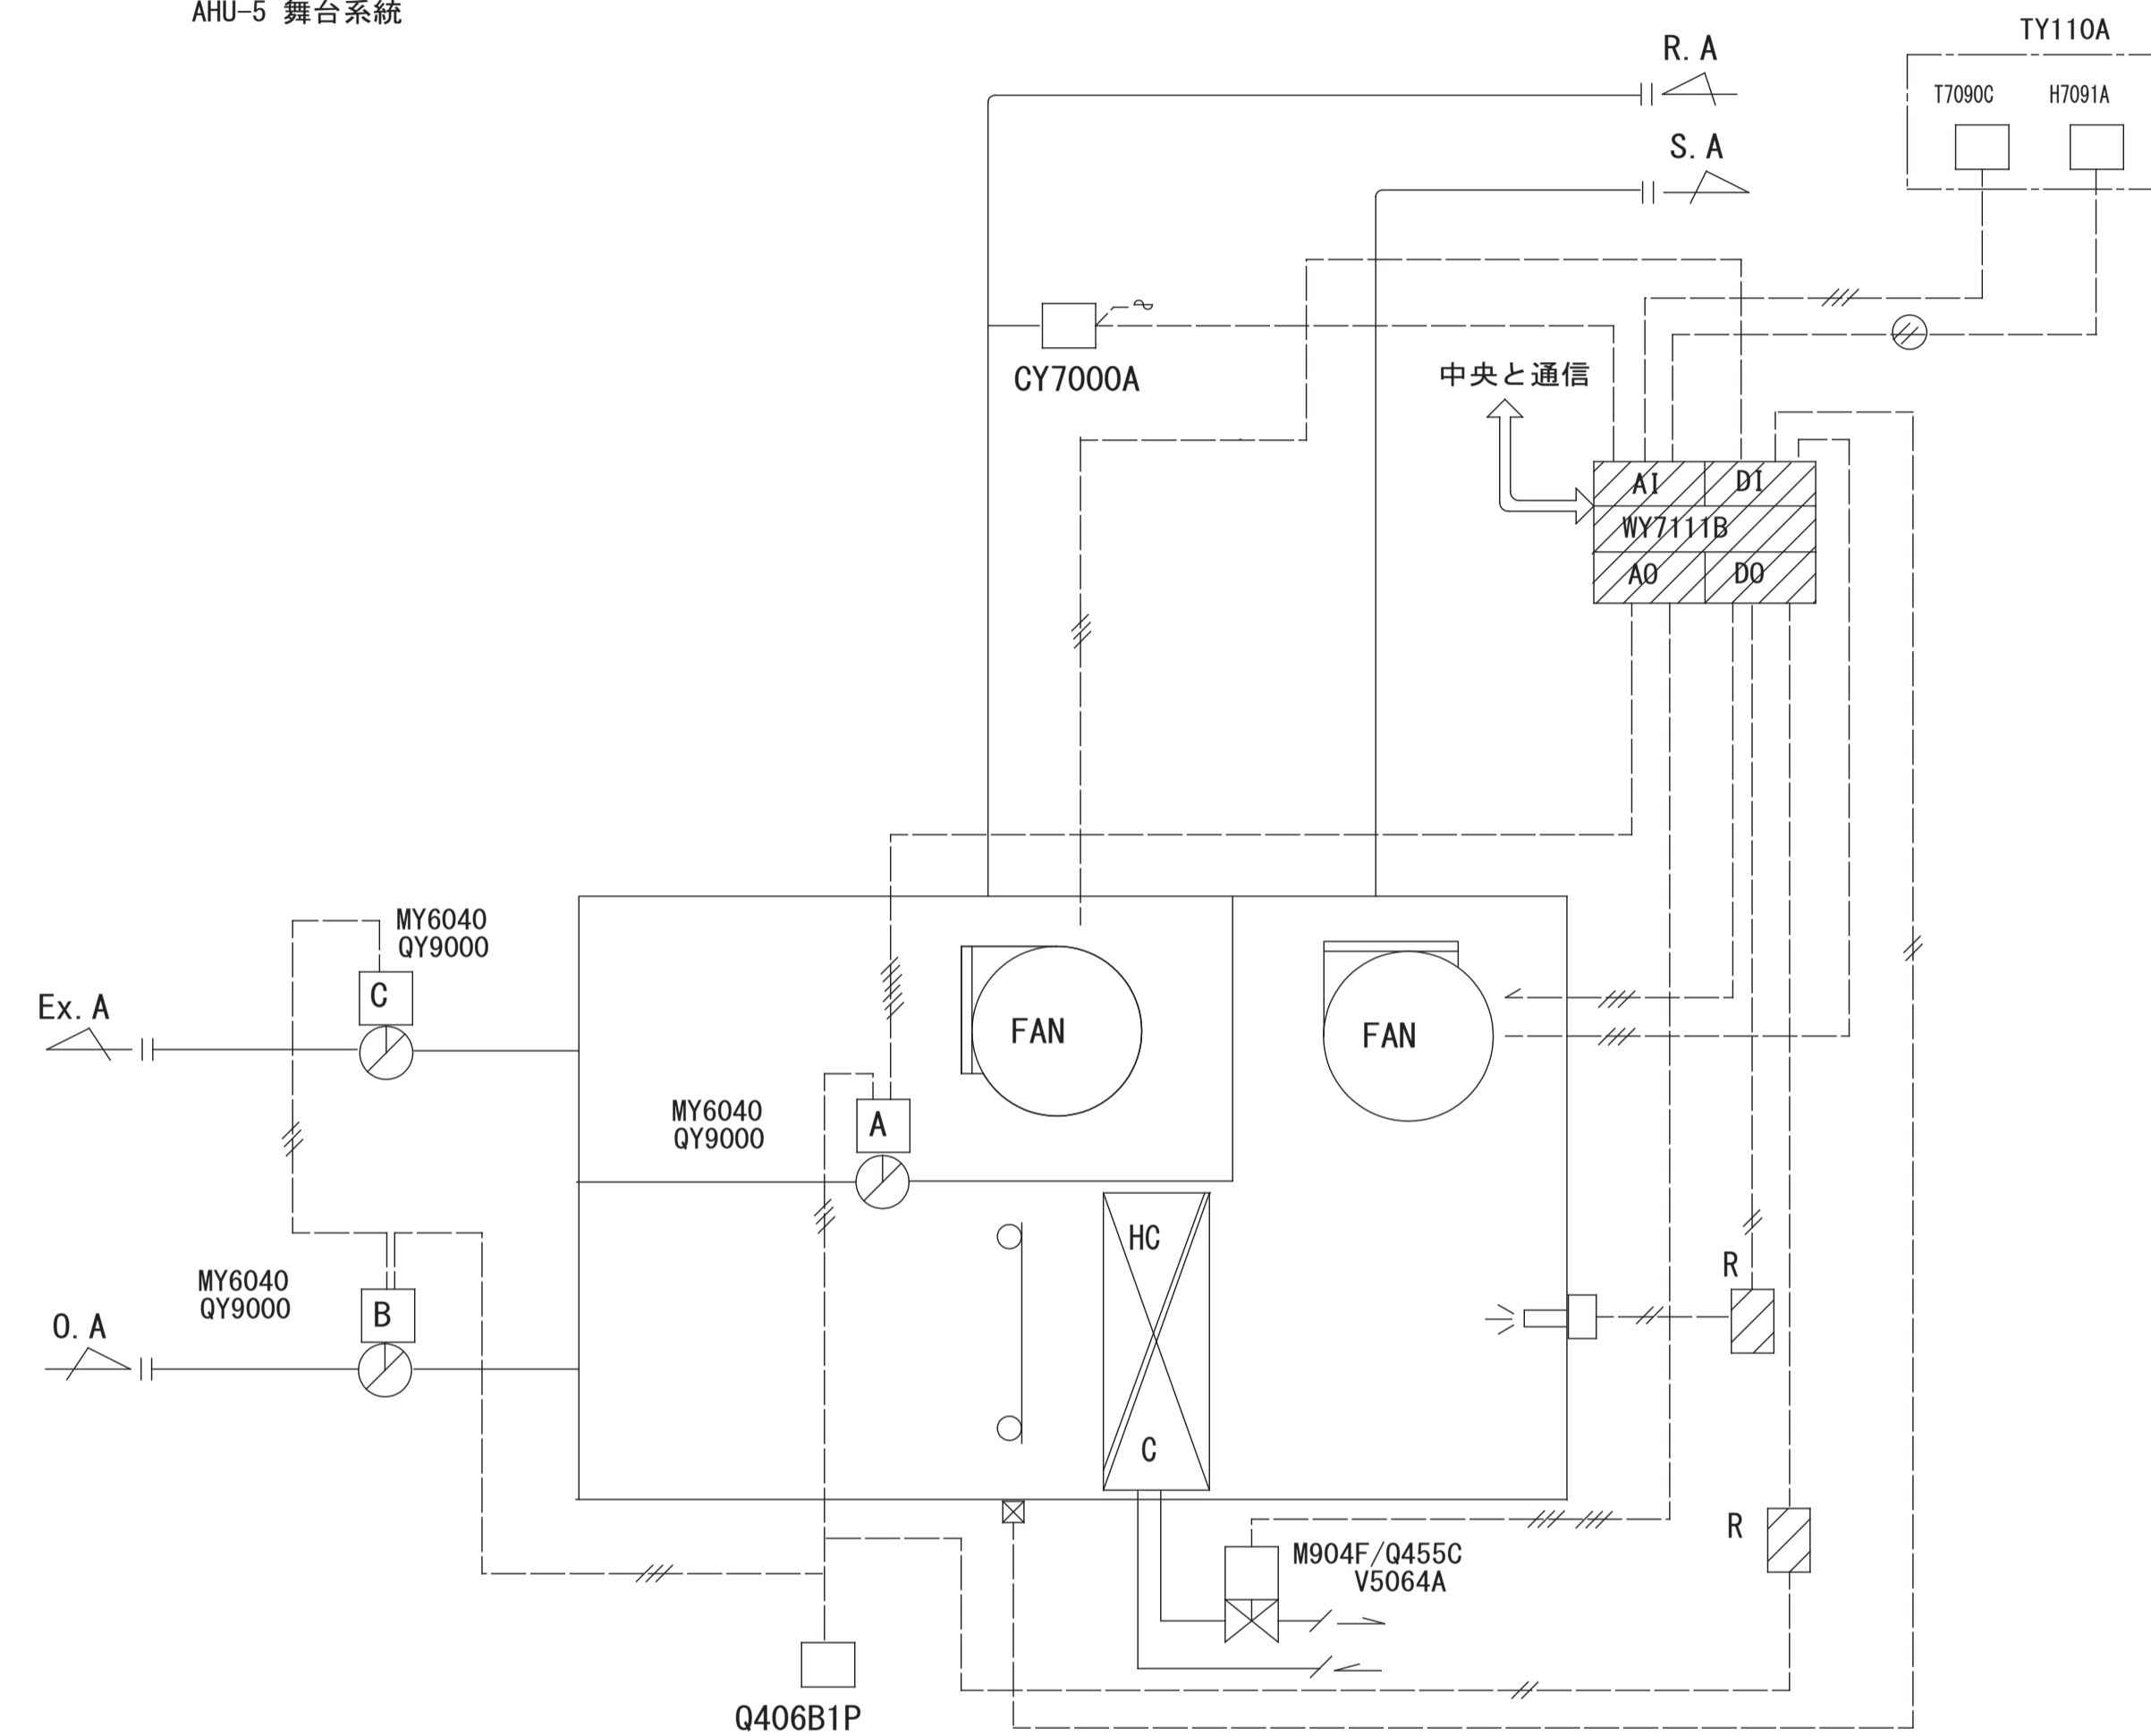 AHU-5 舞台系統
R.A
TY110A
T7090C
H7091A
S.A
CY7000A
中央と通信
AI
DI
WY7111B
AO
DO
MY6040
QY9000
C
Ex.A
FAN
FAN
MY6040
QY9000
A
HC
R
MY6040
QY9000
B
O.A
C
R
M904F/Q455C
V5064A
Q406B1P